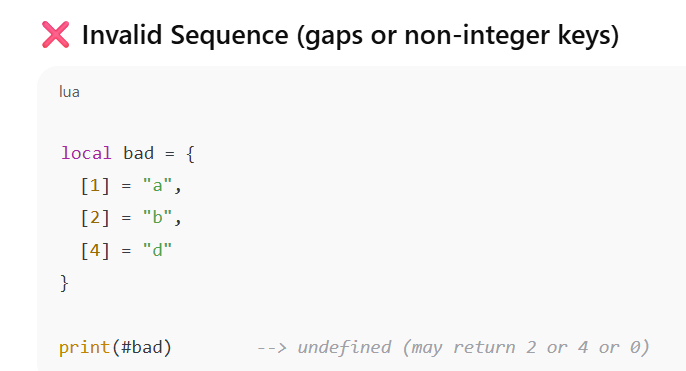 ❌ Invalid Sequence (gaps or non-integer keys)
lua
local bad = {
  [1] = "a",
  [2] = "b",
  [4] = "d"
}
print(#bad)        --> undefined (may return 2 or 4 or 0)